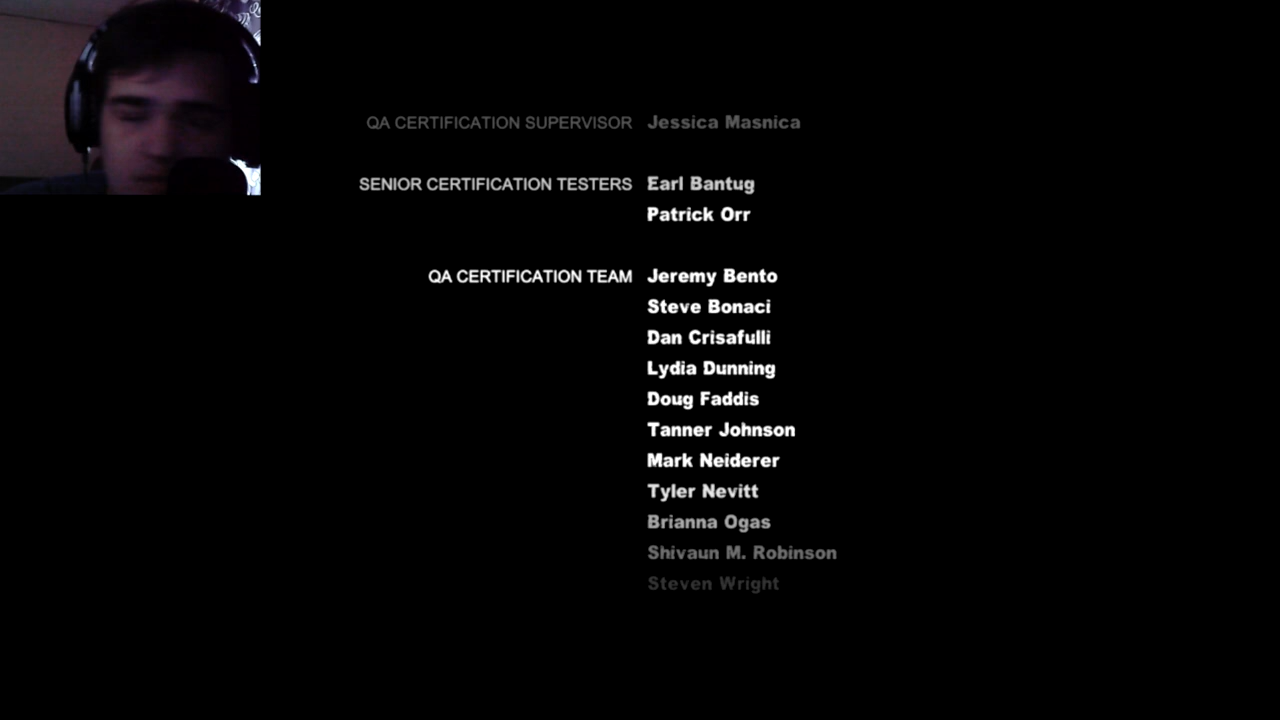 QA CERTIFICATION SUPERVISOR Jessica Masnica
SENIOR CERTIFICATION TESTERS Earl Bantug
Patrick Orr
QA CERTIFICATION TEAM Jeremy Bento
Steve Bonaci
Dan Crisafulli
Lydia Dunning
Doug Faddis
Tanner Johnson
Mark Neiderer
Tyler Nevitt
Brianna Ogas
Shivaun M. Robinson
Steven Wright